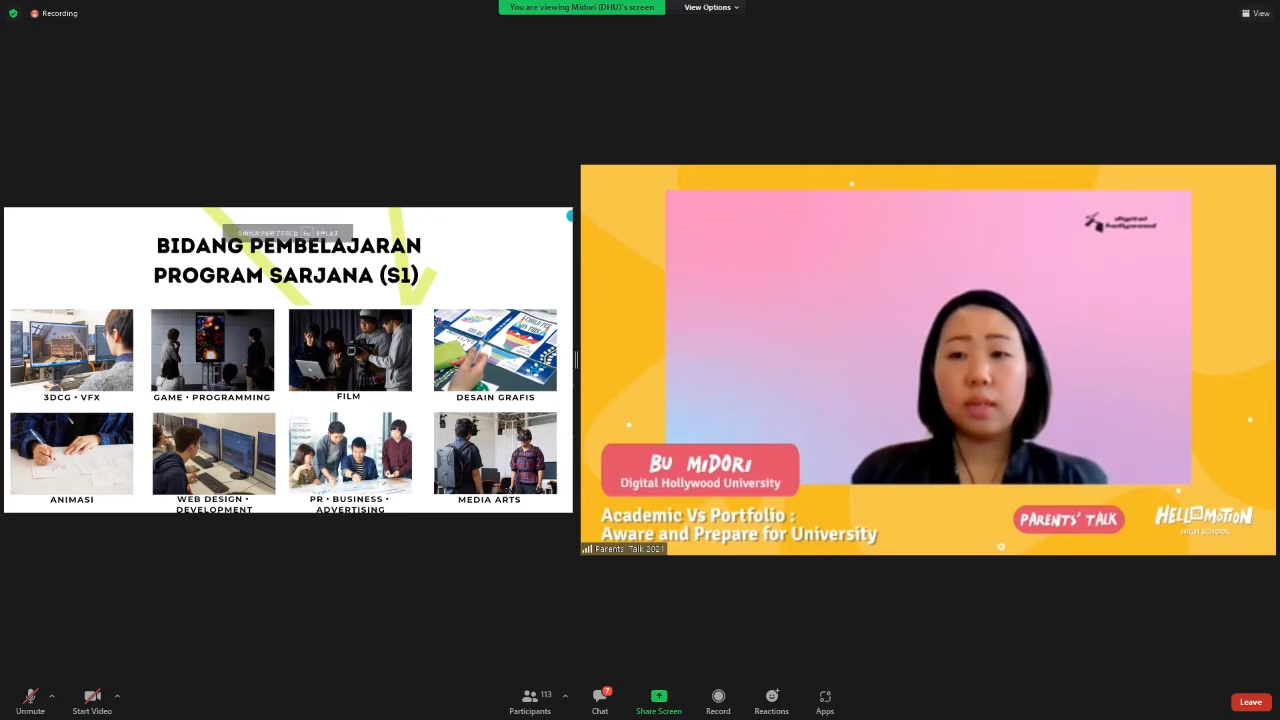 Recording
You are viewing Midori (DHU)'s screen
View Options
View
BIDANG PEMBELAJARAN
PROGRAM SARJANA (S1)
3DCG • VFX
GAME • PROGRAMMING
FILM
DESAIN GRAFIS
ANIMASI
WEB DESIGN •
DEVELOPMENT
PR • BUSINESS •
ADVERTISING
MEDIA ARTS
digital
hollywood
BU MiDORi
Digital Hollywood University
Academic Vs Portfolio :
Aware and Prepare for University
PARENTS' TALK
HELLOMOTION
HIGH SCHOOL
Parents' Talk 2021
Unmute
Start Video
113
Participants
7
Chat
Share Screen
Record
Reactions
Apps
Leave